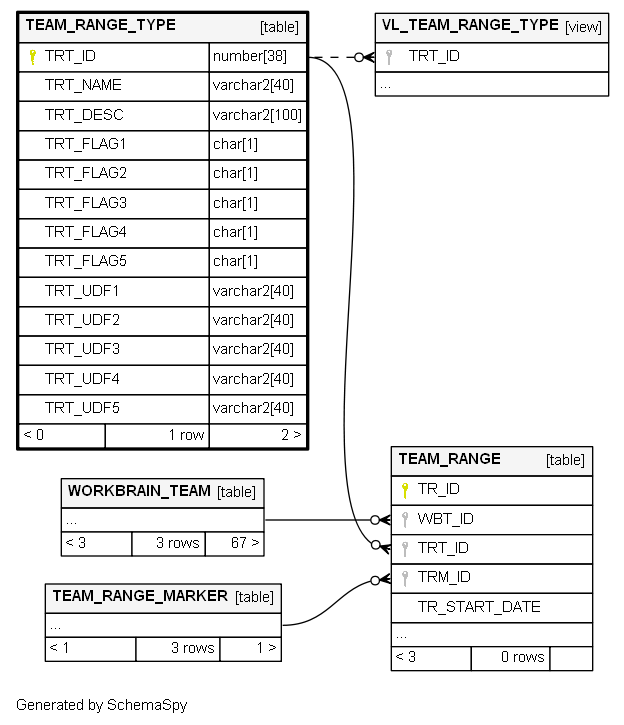 TEAM_RANGE_TYPE [table]
TRT_ID number[38]
TRT_NAME varchar2[40]
TRT_DESC varchar2[100]
TRT_FLAG1 char[1]
TRT_FLAG2 char[1]
TRT_FLAG3 char[1]
TRT_FLAG4 char[1]
TRT_FLAG5 char[1]
TRT_UDF1 varchar2[40]
TRT_UDF2 varchar2[40]
TRT_UDF3 varchar2[40]
TRT_UDF4 varchar2[40]
TRT_UDF5 varchar2[40]
< 0 1 row 2 >
VL_TEAM_RANGE_TYPE [view]
TRT_ID
...
WORKBRAIN_TEAM [table]
...
< 3 3 rows 67 >
TEAM_RANGE_MARKER [table]
...
< 1 3 rows 1 >
TEAM_RANGE [table]
TR_ID
WBT_ID
TRT_ID
TRM_ID
TR_START_DATE
...
< 3 0 rows
Generated by SchemaSpy